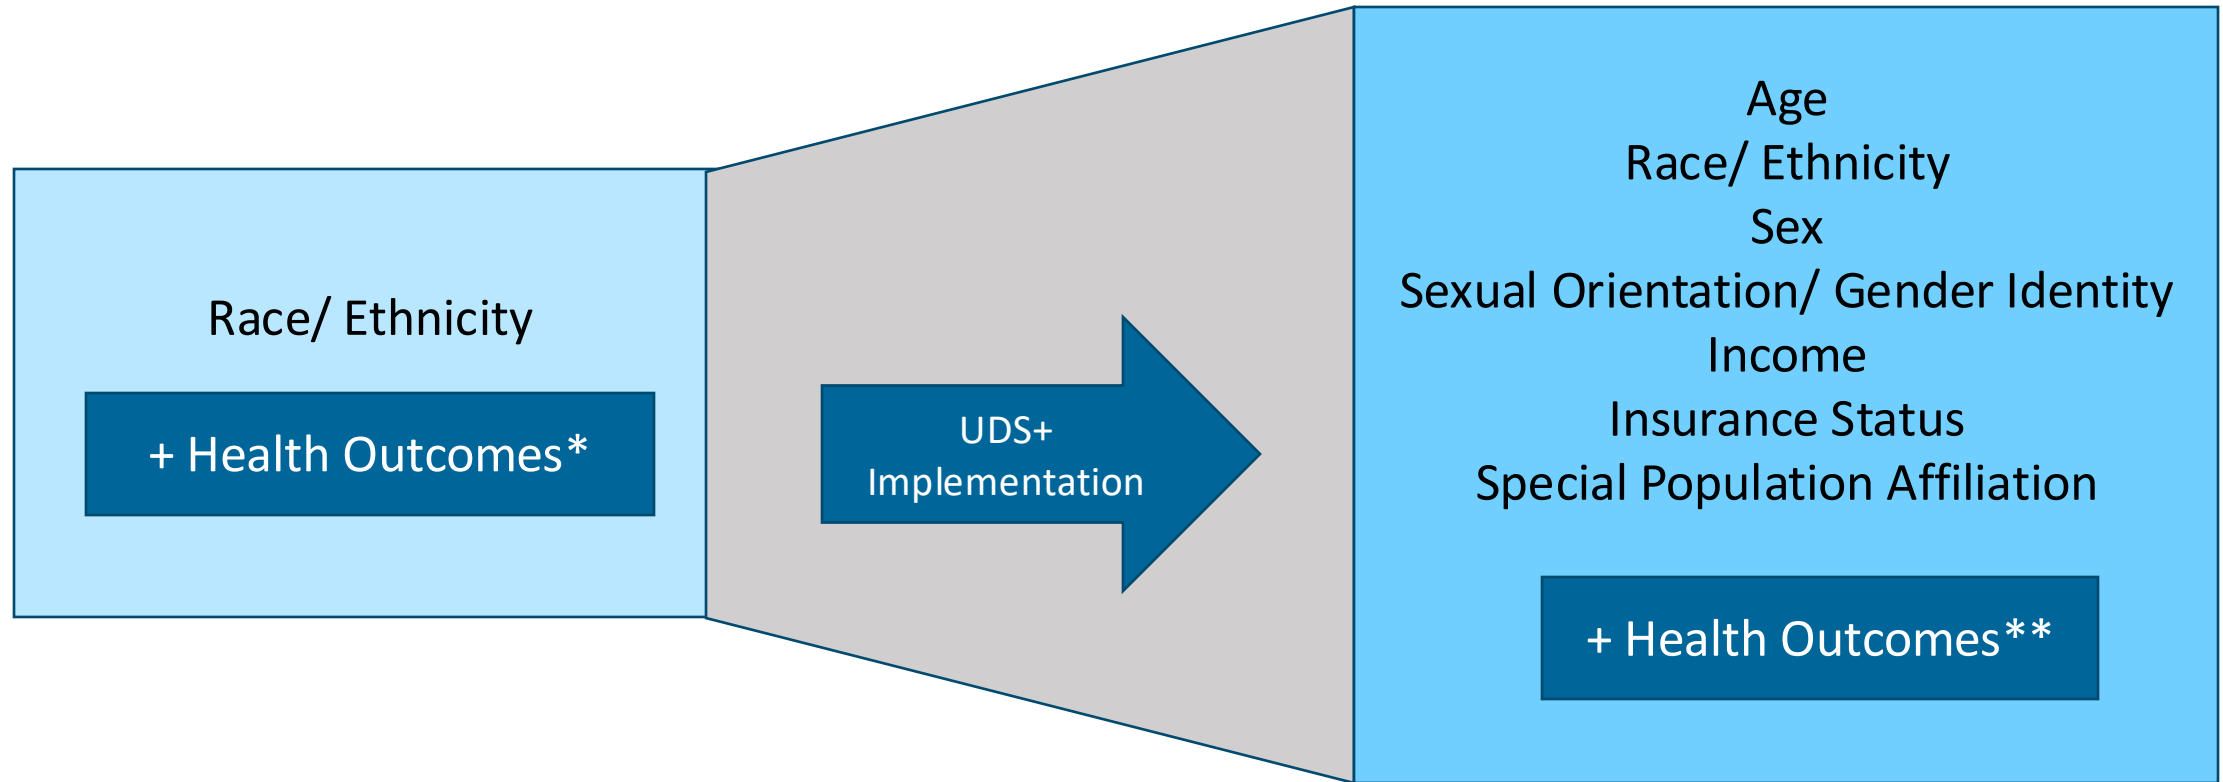 Race/ Ethnicity
+ Health Outcomes*
UDS+
Implementation
Age
Race/ Ethnicity
Sex
Sexual Orientation/ Gender Identity
Income
Insurance Status
Special Population Affiliation
+ Health Outcomes**